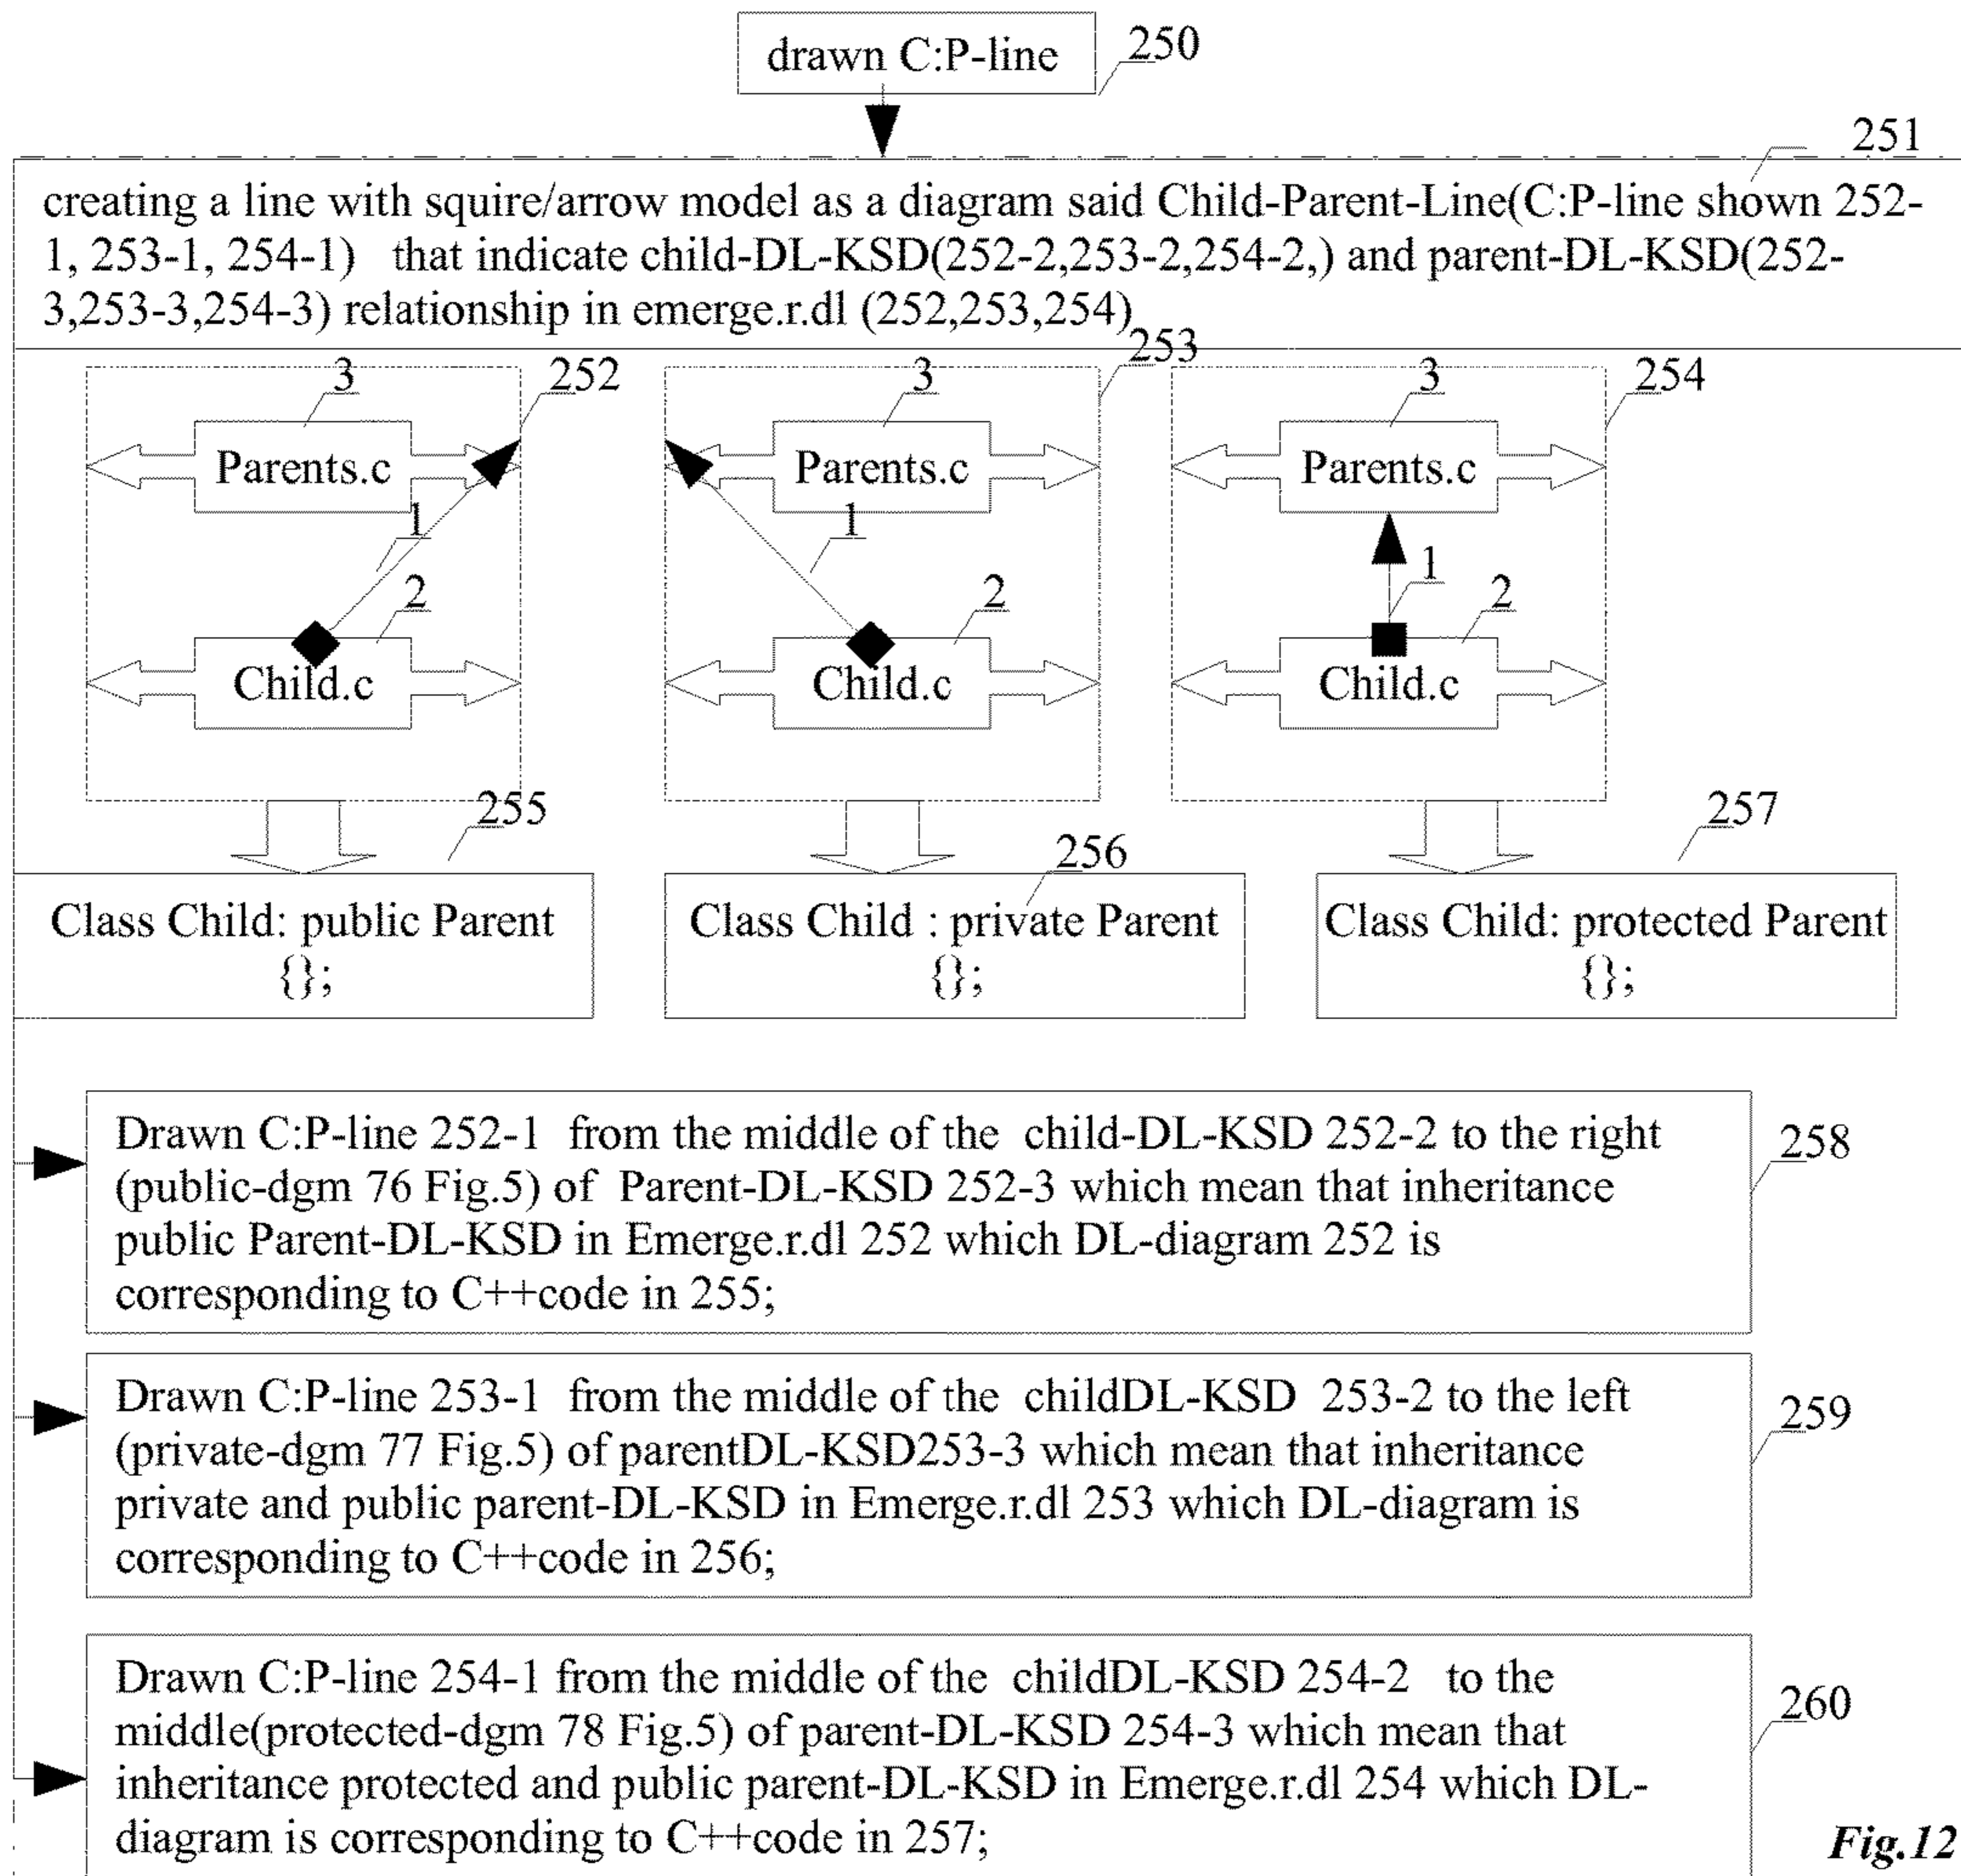 drawn C:P-line
250
251
creating a line with squire/arrow model as a diagram said Child-Parent-Line(C:P-line shown 252-
1, 253-1, 254-1) that indicate child-DL-KSD(252-2,253-2,254-2,) and parent-DL-KSD(252-
3,253-3,254-3) relationship in emerge.r.dl (252,253,254)
3
252
Parents.c
1
2
Child.c
3
253
Parents.c
1
2
Child.c
3
254
Parents.c
1
2
Child.c
255
Class Child: public Parent
{};
256
Class Child : private Parent
{};
257
Class Child: protected Parent
{};
Drawn C:P-line 252-1 from the middle of the child-DL-KSD 252-2 to the right
(public-dgm 76 Fig.5) of Parent-DL-KSD 252-3 which mean that inheritance
public Parent-DL-KSD in Emerge.r.dl 252 which DL-diagram 252 is
corresponding to C++code in 255;
258
Drawn C:P-line 253-1 from the middle of the childDL-KSD 253-2 to the left
(private-dgm 77 Fig.5) of parentDL-KSD253-3 which mean that inheritance
private and public parent-DL-KSD in Emerge.r.dl 253 which DL-diagram is
corresponding to C++code in 256;
259
Drawn C:P-line 254-1 from the middle of the childDL-KSD 254-2 to the
middle(protected-dgm 78 Fig.5) of parent-DL-KSD 254-3 which mean that
inheritance protected and public parent-DL-KSD in Emerge.r.dl 254 which DL-
diagram is corresponding to C++code in 257;
260
Fig.12